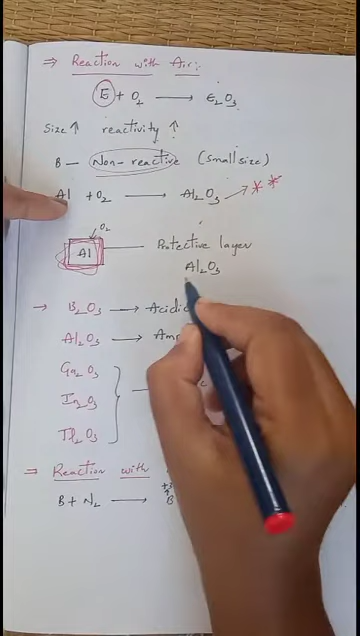 ⇒ Reaction with Air:
E + O₂ → E₂O₃
Size ↑ reactivity ↑
B — Non-reactive (small size)
Al + O₂ → Al₂O₃ → * *
O₂
Al — Protective layer
Al₂O₃
→ B₂O₃ → Acidic
Al₂O₃ →
Ga₂O₃
In₂O₃
Tl₂O₃
⇒ Reaction with
+3
B + N₂ → B